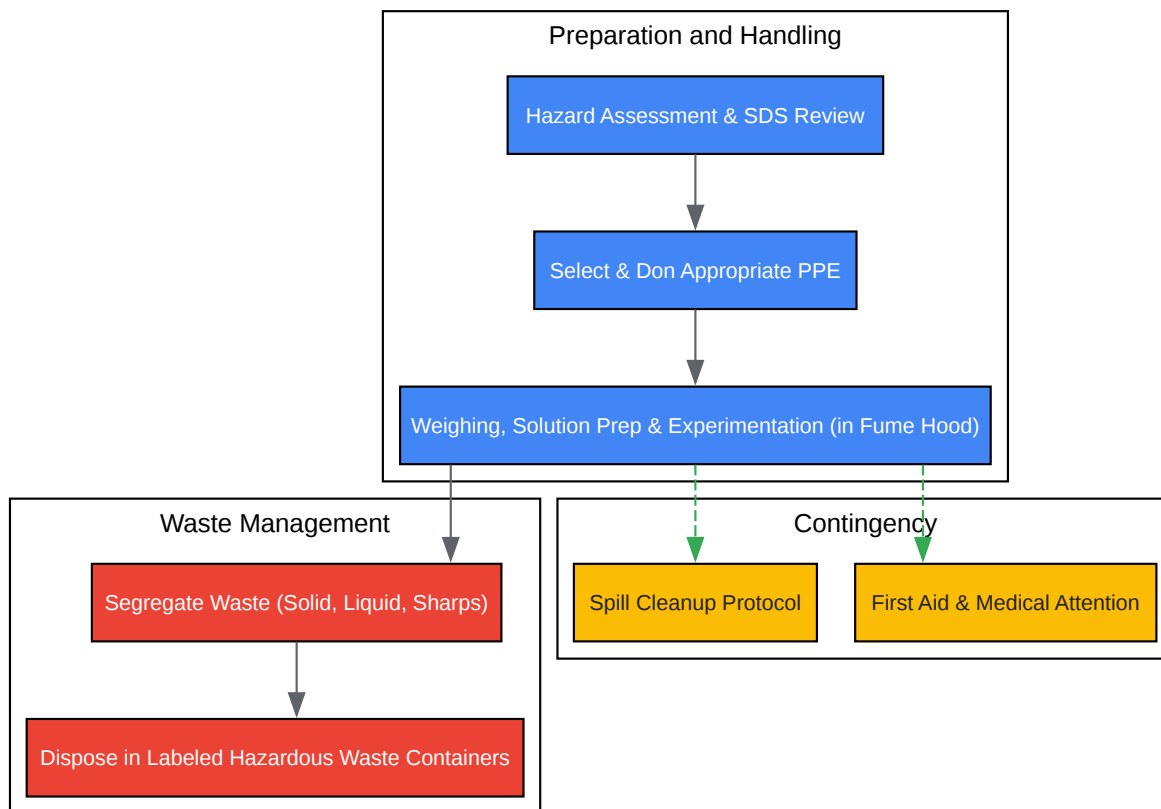 Preparation and Handling
Hazard Assessment & SDS Review
Select & Don Appropriate PPE
Weighing, Solution Prep & Experimentation (in Fume Hood)
Waste Management
Segregate Waste (Solid, Liquid, Sharps)
Dispose in Labeled Hazardous Waste Containers
Contingency
Spill Cleanup Protocol
First Aid & Medical Attention